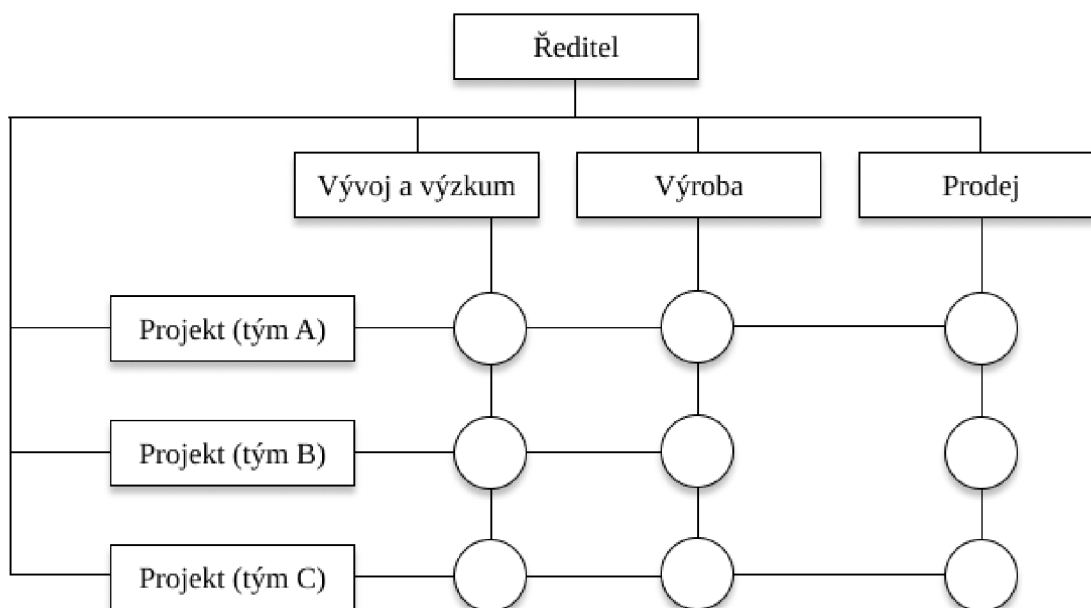 Ředitel
Vývoj a výzkum
Výroba
Prodej
Projekt (tým A)
Projekt (tým B)
Projekt (tým C)